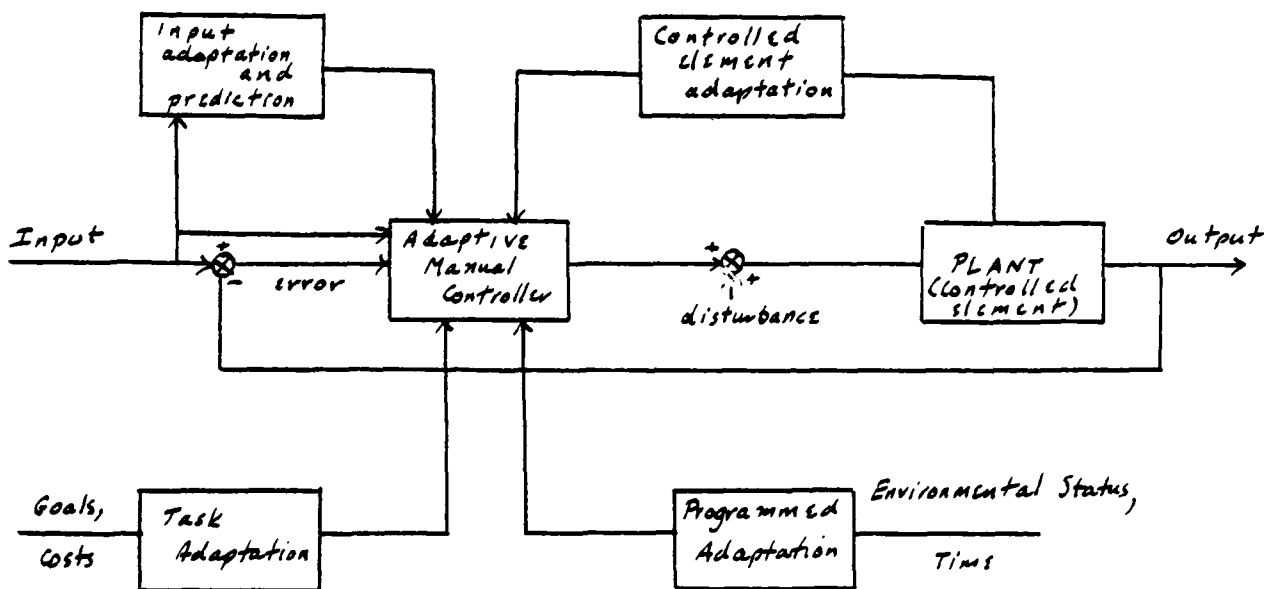 Input
adaptation
and
prediction
Controlled
element
adaptation
Input
+
-
error
Adaptive
Manual
Controller
+
+
disturbance
PLANT
(Controlled
element)
Output
Goals,
Costs
Task
Adaptation
Programmed
Adaptation
Environmental Status,
Time